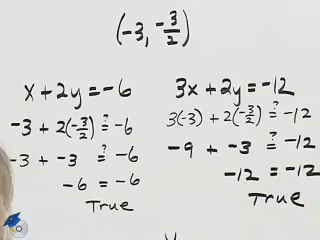 (-3, -3/2)
x + 2y = -6
-3 + 2(-3/2) ?= -6
-3 + -3 ?= -6
-6 = -6
True
3x + 2y = -12
3(-3) + 2(-3/2) ?= -12
-9 + -3 ?= -12
-12 = -12
True